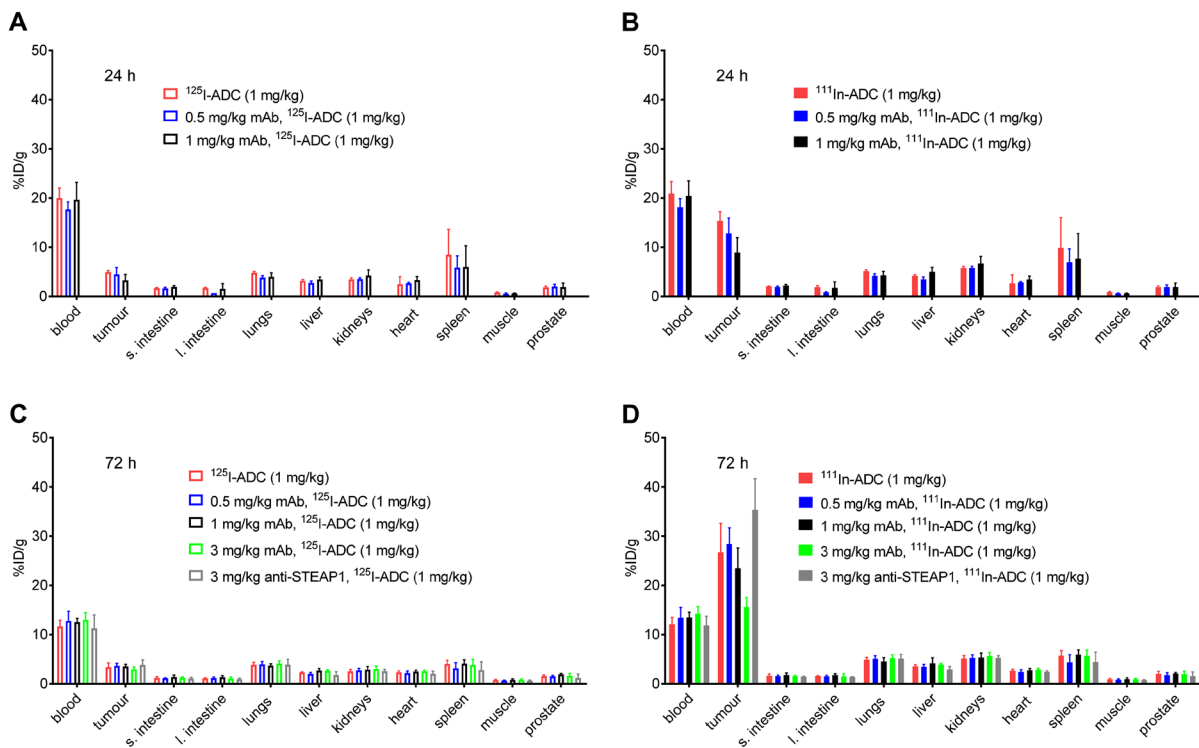 A
50
40
30
20
10
0
%ID/g
24 h
¹²⁵I-ADC (1 mg/kg)
0.5 mg/kg mAb, ¹²⁵I-ADC (1 mg/kg)
1 mg/kg mAb, ¹²⁵I-ADC (1 mg/kg)
blood
tumour
s. intestine
l. intestine
lungs
liver
kidneys
heart
spleen
muscle
prostate
B
50
40
30
20
10
0
%ID/g
24 h
¹¹¹In-ADC (1 mg/kg)
0.5 mg/kg mAb, ¹¹¹In-ADC (1 mg/kg)
1 mg/kg mAb, ¹¹¹In-ADC (1 mg/kg)
blood
tumour
s. intestine
l. intestine
lungs
liver
kidneys
heart
spleen
muscle
prostate
C
50
40
30
20
10
0
%ID/g
72 h
¹²⁵I-ADC (1 mg/kg)
0.5 mg/kg mAb, ¹²⁵I-ADC (1 mg/kg)
1 mg/kg mAb, ¹²⁵I-ADC (1 mg/kg)
3 mg/kg mAb, ¹²⁵I-ADC (1 mg/kg)
3 mg/kg anti-STEAP1, ¹²⁵I-ADC (1 mg/kg)
blood
tumour
s. intestine
l. intestine
lungs
liver
kidneys
heart
spleen
muscle
prostate
D
50
40
30
20
10
0
%ID/g
72 h
¹¹¹In-ADC (1 mg/kg)
0.5 mg/kg mAb, ¹¹¹In-ADC (1 mg/kg)
1 mg/kg mAb, ¹¹¹In-ADC (1 mg/kg)
3 mg/kg mAb, ¹¹¹In-ADC (1 mg/kg)
3 mg/kg anti-STEAP1, ¹¹¹In-ADC (1 mg/kg)
blood
tumour
s. intestine
l. intestine
lungs
liver
kidneys
heart
spleen
muscle
prostate